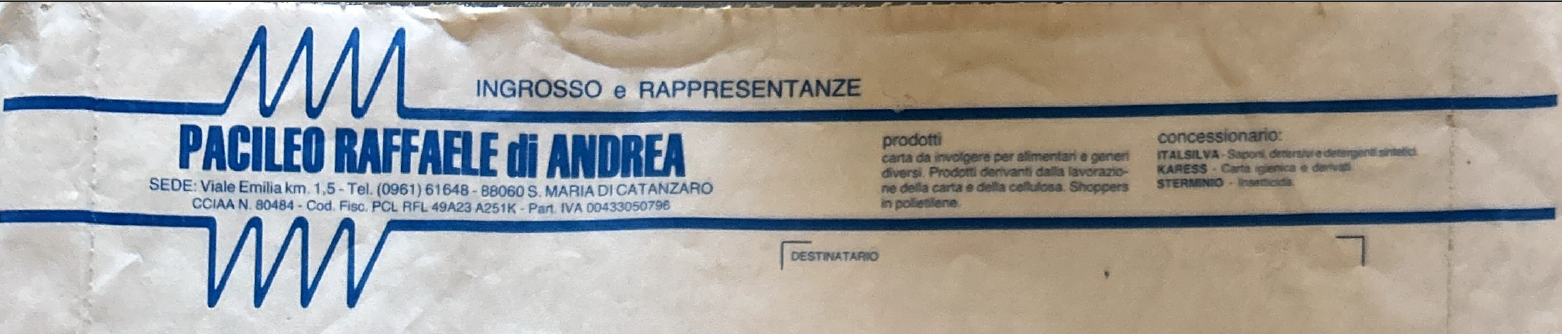 INGROSSO e RAPPRESENTANZE
PACILEO RAFFAELE di ANDREA
SEDE: Viale Emilia km. 1,5 - Tel. (0961) 61648 - 88060 S. MARIA DI CATANZARO
CCIAA N. 80484 - Cod. Fisc. PCL RFL 49A23 A251K - Part. IVA 00433050796
prodotti
carta da involgere per alimentari e generi
diversi. Prodotti derivanti dalla lavorazio-
ne della carta e della cellulosa. Shoppers
in polietilene.
concessionario:
ITALSILVA - Saponi, detersivi e detergenti sintetici.
KARESS - Carta igienica e derivati
STERMINIO - Insetticida.
DESTINATARIO